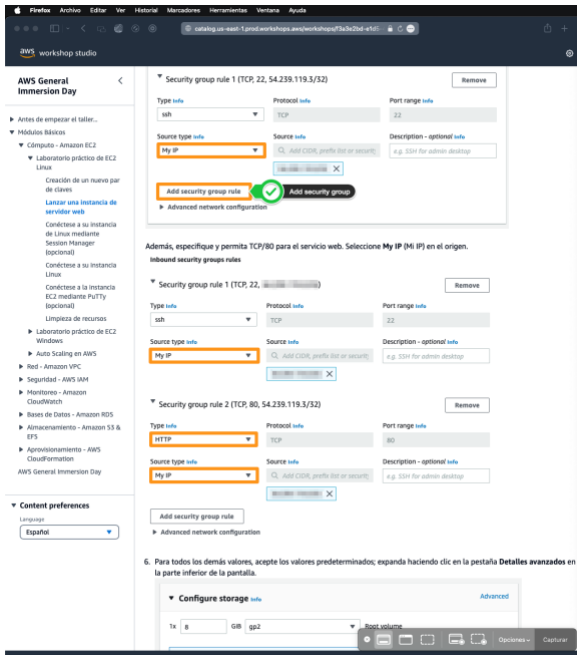 Firefox Archivo Editar Ver Historial Marcadores Herramientas Ventana Ayuda
catalog.us-east-1.prod.workshops.aws/workshops/f3a3e2bd-e1d5
aws workshop studio
AWS General Immersion Day
Antes de empezar el taller...
Módulos Básicos
Cómputo - Amazon EC2
Laboratorio práctico de EC2
Linux
Creación de un nuevo par
de claves
Lanzar una instancia de
servidor web
Conéctese a su instancia
de Linux mediante
Session Manager
(opcional)
Conéctese a su instancia
Linux
Conéctese a la instancia
EC2 mediante PuTTy
(opcional)
Limpieza de recursos
Laboratorio práctico de EC2
Windows
Auto Scaling en AWS
Red - Amazon VPC
Seguridad - AWS IAM
Monitoreo - Amazon
CloudWatch
Bases de Datos - Amazon RDS
Almacenamiento - Amazon S3 &
EFS
Aprovisionamiento - AWS
CloudFormation
AWS General Immersion Day
Content preferences
Language
Español
Security group rule 1 (TCP, 22, 54.239.119.3/32) Remove
Type Info Protocol Info Port range Info
ssh TCP 22
Source type Info Source Info Description - optional Info
My IP Add CIDR, prefix list or security e.g. SSH for admin desktop
Add security group rule Add security group
Advanced network configuration
Además, especifique y permita TCP/80 para el servicio web. Seleccione My IP (Mi IP) en el origen.
Inbound security groups rules
Security group rule 1 (TCP, 22, ) Remove
Type Info Protocol Info Port range Info
ssh TCP 22
Source type Info Source Info Description - optional Info
My IP Add CIDR, prefix list or security e.g. SSH for admin desktop
Security group rule 2 (TCP, 80, 54.239.119.3/32) Remove
Type Info Protocol Info Port range Info
HTTP TCP 80
Source type Info Source Info Description - optional Info
My IP Add CIDR, prefix list or security e.g. SSH for admin desktop
Add security group rule
Advanced network configuration
6. Para todos los demás valores, acepte los valores predeterminados; expanda haciendo clic en la pestaña Detalles avanzados en
la parte inferior de la pantalla.
Configure storage Info Advanced
1x 8 GiB gp2 Root volume
Opciones Capturar